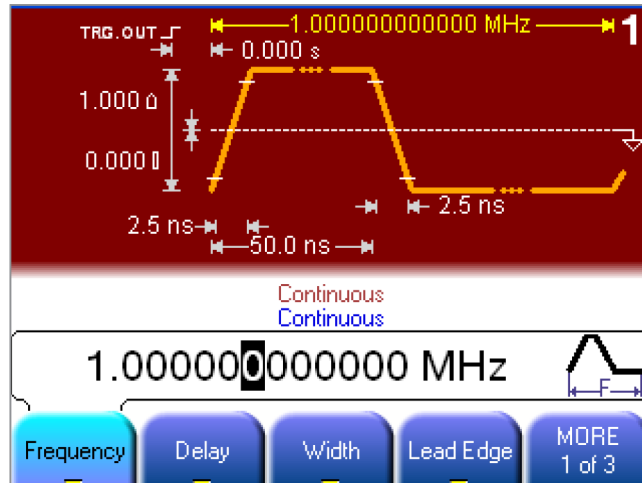 1.000000000000 MHz
1
TRG.OUT
0.000 s
1.000
0.000
2.5 ns
2.5 ns
50.0 ns
Continuous
Continuous
1.000000000000 MHz
F
Frequency
Delay
Width
Lead Edge
MORE
1 of 3